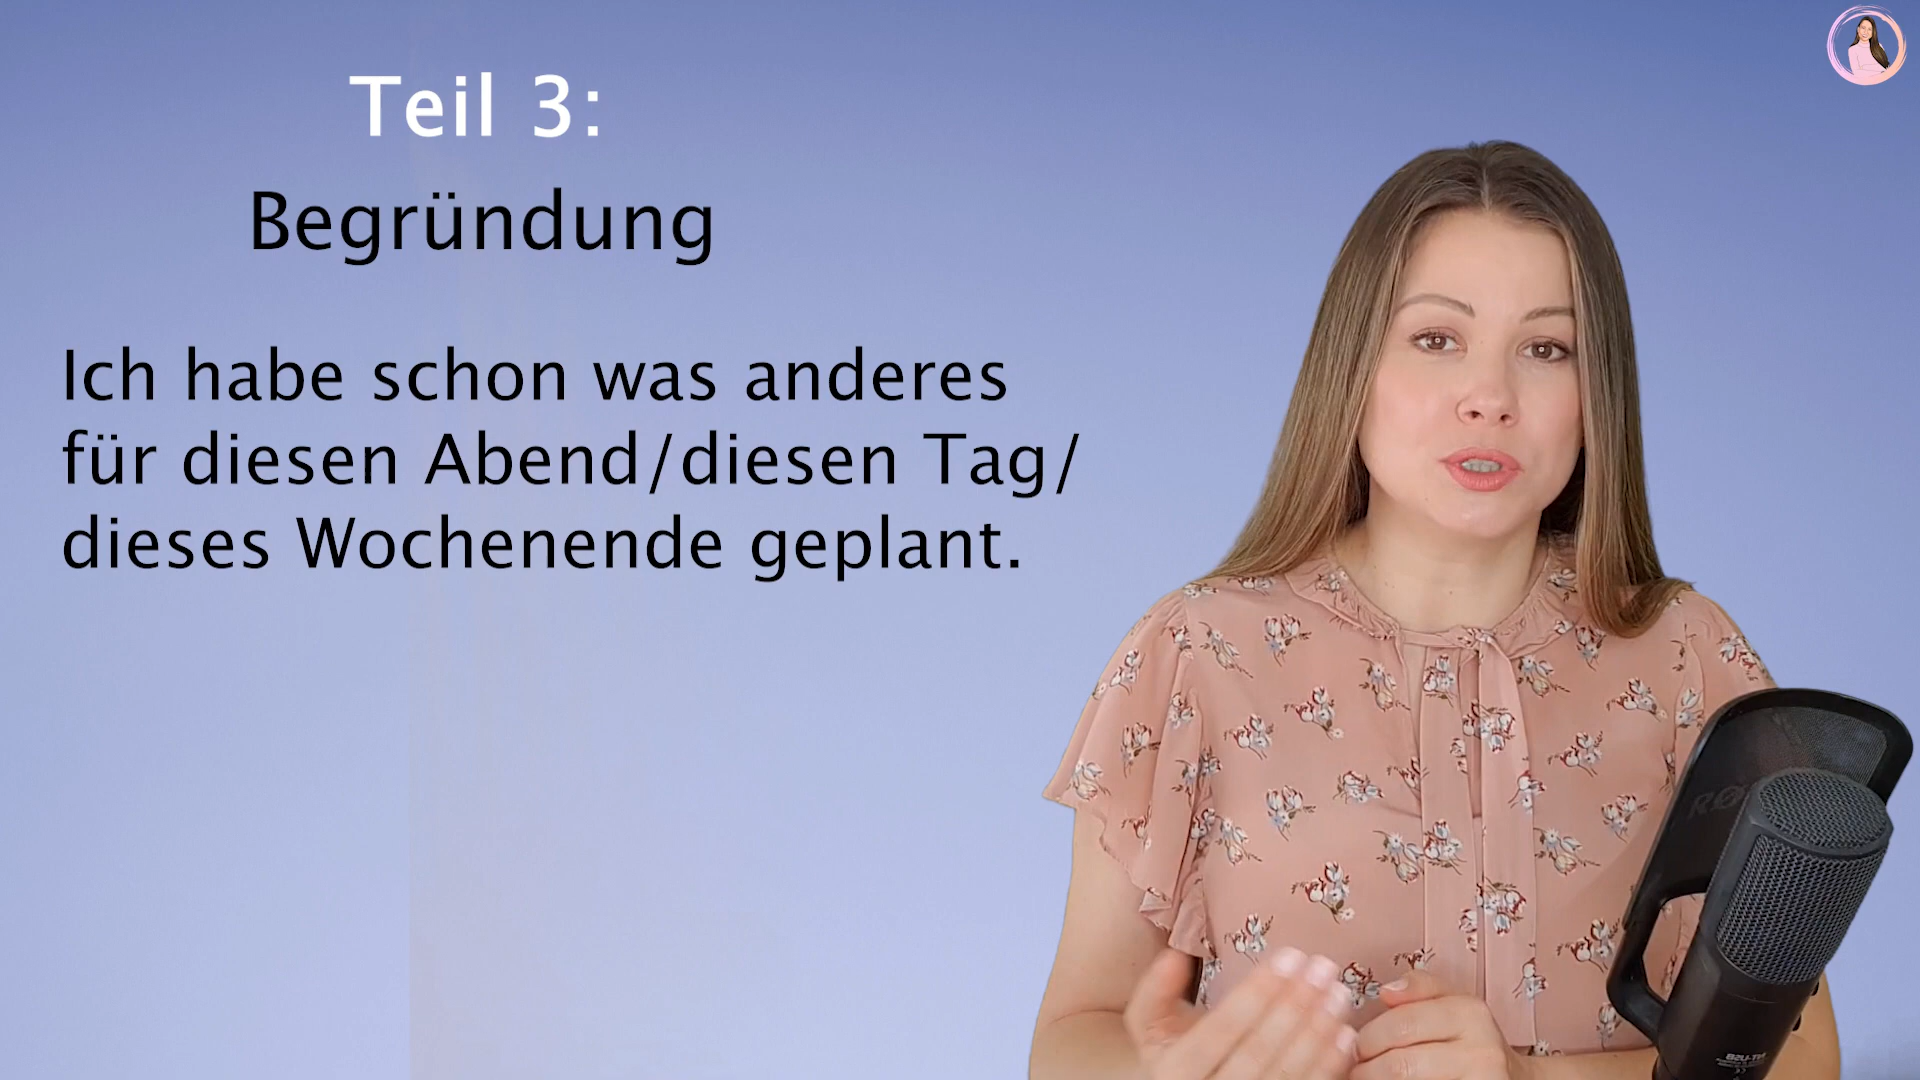 Teil 3:
Begründung
Ich habe schon was anderes
für diesen Abend/diesen Tag/
dieses Wochenende geplant.